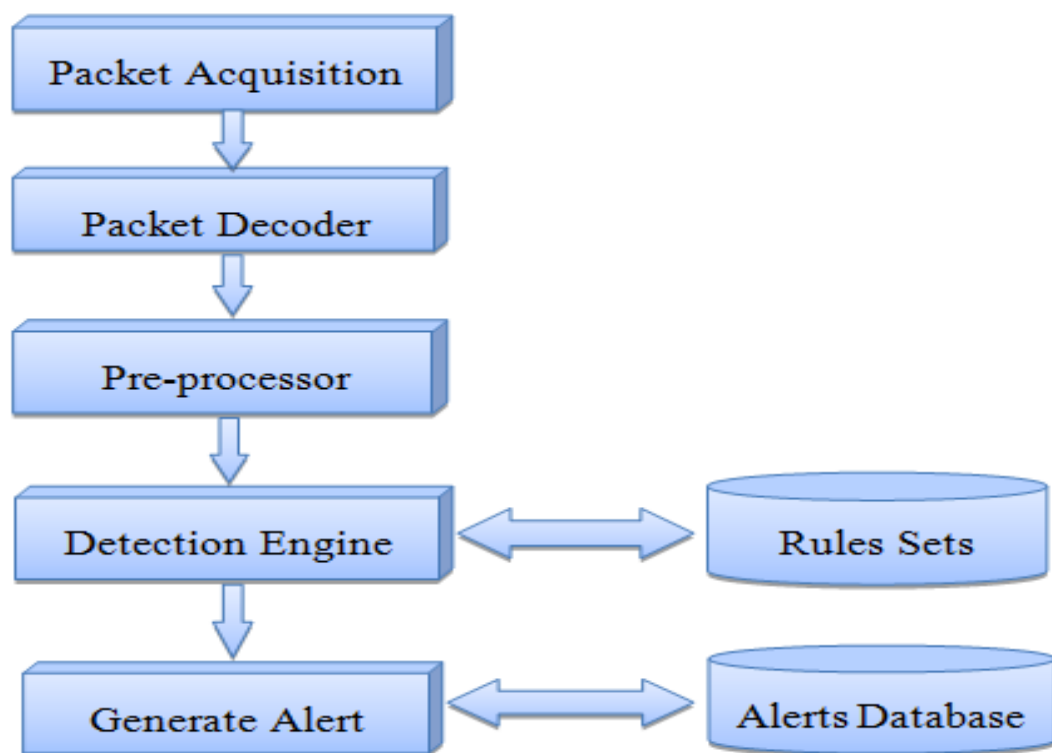 Packet Acquisition
Packet Decoder
Pre-processor
Detection Engine
Rules Sets
Generate Alert
Alerts Database